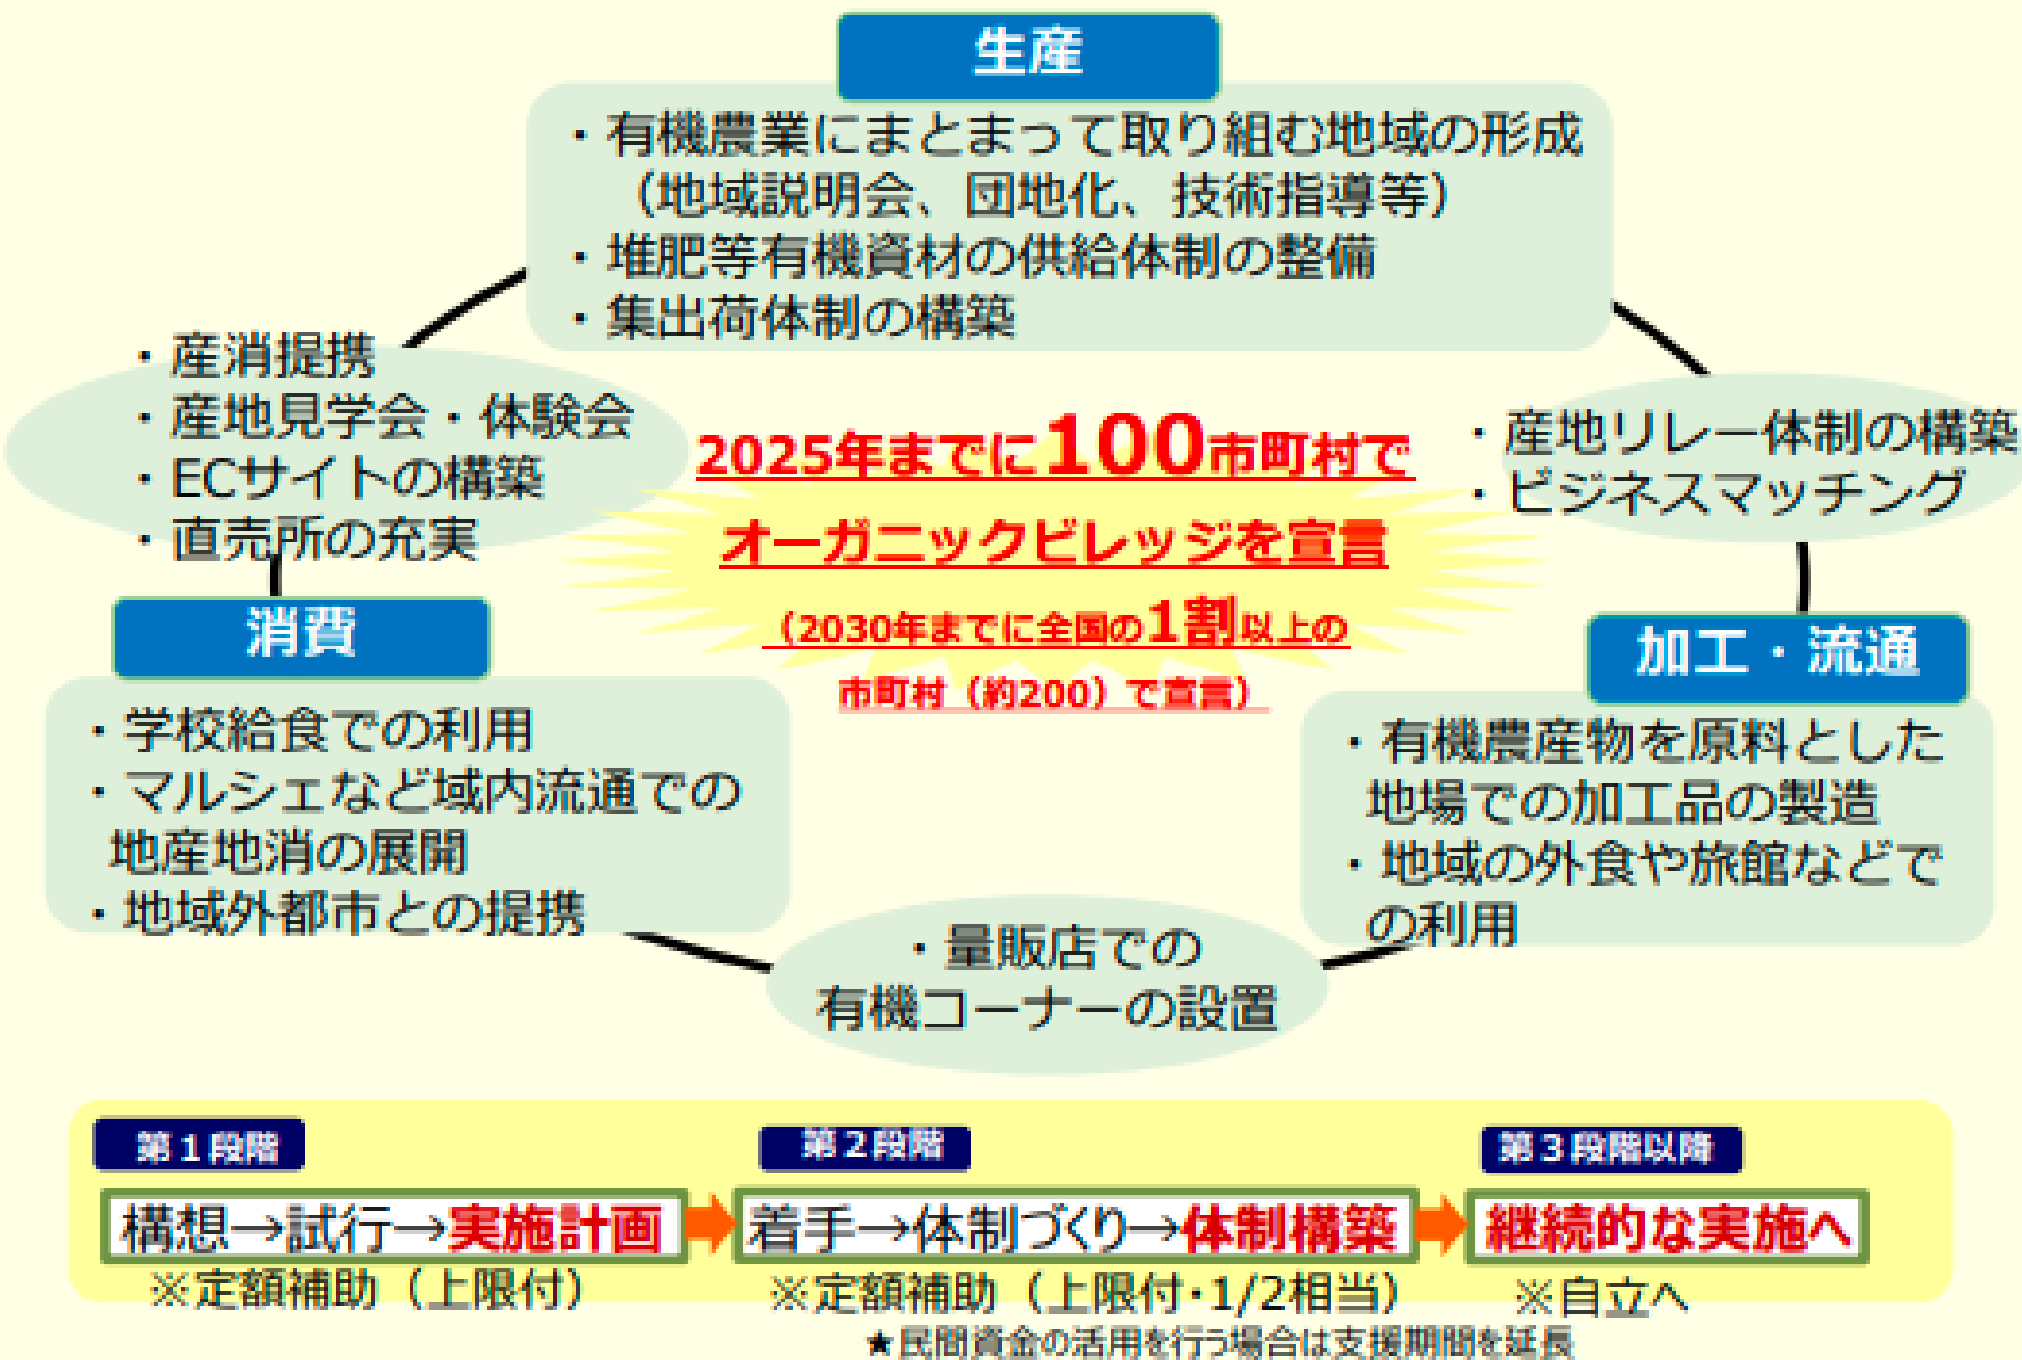 生産
・有機農業にまとまって取り組む地域の形成
（地域説明会、団地化、技術指導等）
・堆肥等有機資材の供給体制の整備
・集出荷体制の構築
・産消提携
・産地見学会・体験会
・ECサイトの構築
・直売所の充実
2025年までに100市町村で
オーガニックビレッジを宣言
（2030年までに全国の1割以上の
市町村（約200）で宣言）
・産地リレー体制の構築
・ビジネスマッチング
消費
・学校給食での利用
・マルシェなど域内流通での
地産地消の展開
・地域外都市との提携
加工・流通
・有機農産物を原料とした
地場での加工品の製造
・地域の外食や旅館などで
の利用
・量販店での
有機コーナーの設置
第1段階
構想→試行→実施計画
※定額補助（上限付）
第2段階
着手→体制づくり→体制構築
※定額補助（上限付・1/2相当）
★民間資金の活用を行う場合は支援期間を延長
第3段階以降
継続的な実施へ
※自立へ